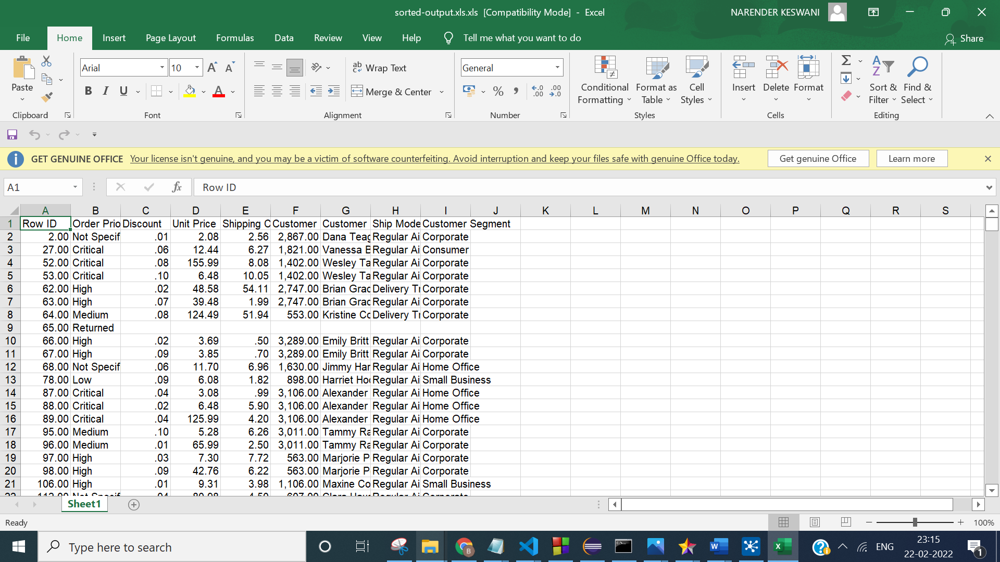 sorted-output.xls.xls [Compatibility Mode] - Excel
NARENDER KESWANI
File Home Insert Page Layout Formulas Data Review View Help Tell me what you want to do Share
Arial 10 Wrap Text General
Paste B I U Merge & Center % Conditional Formatting Format as Table Cell Styles Insert Delete Format Sort & Filter Find & Select
Clipboard Font Alignment Number Styles Cells Editing
GET GENUINE OFFICE Your license isn't genuine, and you may be a victim of software counterfeiting. Avoid interruption and keep your files safe with genuine Office today. Get genuine Office Learn more
A1 fx Row ID
A B C D E F G H I J K L M N O P Q R S
1 Row ID Order Prio Discount Unit Price Shipping C Customer Customer Ship Mode Customer Segment
2 2.00 Not Specif .01 2.08 2.56 2,867.00 Dana Teag Regular Ai Corporate
3 27.00 Critical .06 12.44 6.27 1,821.00 Vanessa B Regular Ai Consumer
4 52.00 Critical .08 155.99 8.08 1,402.00 Wesley Ta Regular Ai Corporate
5 53.00 Critical .10 6.48 10.05 1,402.00 Wesley Ta Regular Ai Corporate
6 62.00 High .02 48.58 54.11 2,747.00 Brian Grac Delivery Tr Corporate
7 63.00 High .07 39.48 1.99 2,747.00 Brian Grac Regular Ai Corporate
8 64.00 Medium .08 124.49 51.94 553.00 Kristine Co Delivery Tr Corporate
9 65.00 Returned
10 66.00 High .02 3.69 .50 3,289.00 Emily Britt Regular Ai Corporate
11 67.00 High .09 3.85 .70 3,289.00 Emily Britt Regular Ai Corporate
12 68.00 Not Specif .06 11.70 6.96 1,630.00 Jimmy Har Regular Ai Home Office
13 78.00 Low .09 6.08 1.82 898.00 Harriet Hod Regular Ai Small Business
14 87.00 Critical .04 3.08 .99 3,106.00 Alexander Regular Ai Home Office
15 88.00 Critical .02 6.48 5.90 3,106.00 Alexander Regular Ai Home Office
16 89.00 Critical .04 125.99 4.20 3,106.00 Alexander Regular Ai Home Office
17 95.00 Medium .10 5.28 6.26 3,011.00 Tammy Ra Regular Ai Corporate
18 96.00 Medium .01 65.99 2.50 3,011.00 Tammy Ra Regular Ai Corporate
19 97.00 High .03 7.30 7.72 563.00 Marjorie P Regular Ai Corporate
20 98.00 High .09 42.76 6.22 563.00 Marjorie P Regular Ai Corporate
21 106.00 High .01 9.31 3.98 1,106.00 Maxine Co Regular Ai Small Business
Sheet1
Ready 100%
Type here to search ENG 23:15
22-02-2022 1